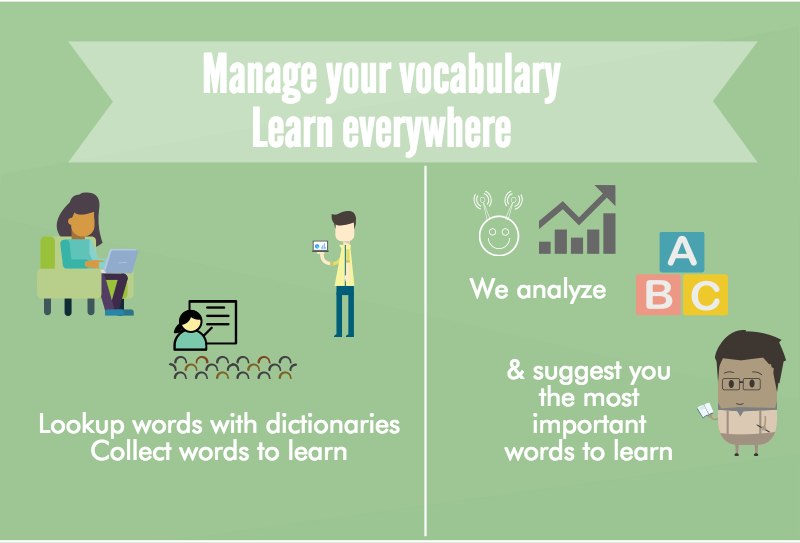 Manage your vocabulary
Learn everywhere
Lookup words with dictionaries
Collect words to learn
We analyze
A
B C
& suggest you
the most
important
words to learn